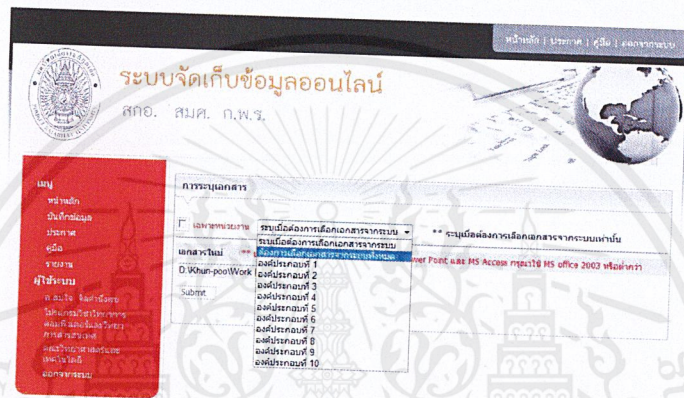 หน้าหลัก | ประกาศ | คู่มือ | ออกจากระบบ
ระบบจัดเก็บข้อมูลออนไลน์
สกอ. สมศ. ก.พ.ร.
เมนู
หน้าหลัก
บันทึกข้อมูล
ประกาศ
คู่มือ
รายงาน
ผู้ใช้ระบบ
ออกจากระบบ
การระบุเอกสาร
เฉพาะหน่วยงาน ระบุเมื่อต้องการเลือกเอกสารจากระบบ ** ระบุเมื่อต้องการเลือกเอกสารจากระบบเท่านั้น
ระบุเมื่อต้องการเลือกเอกสารจากระบบ
ต้องการเลือกเอกสารจากระบบทั้งหมด
เอกสารใหม่ ** wer Point และ MS Access กรุณาใช้ MS office 2003 หรือต่ำกว่า
องค์ประกอบที่ 1
D:\Khun-poo\Work
องค์ประกอบที่ 2
องค์ประกอบที่ 3
Submit
องค์ประกอบที่ 4
องค์ประกอบที่ 5
องค์ประกอบที่ 6
องค์ประกอบที่ 7
องค์ประกอบที่ 8
องค์ประกอบที่ 9
องค์ประกอบที่ 10